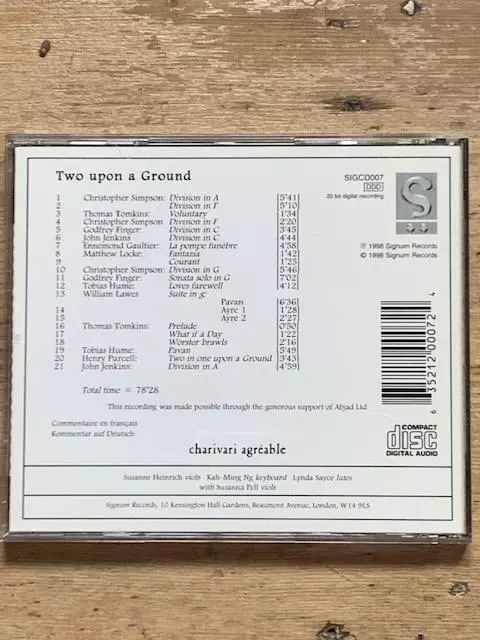 Two upon a Ground
SIGCD007
DDD
20 bit digital recording
S
1 Christopher Simpson: Division in A [5'41]
2 Division in F [5'10]
3 Thomas Tomkins: Voluntary [1'34]
4 Christopher Simpson: Division in F [2'20]
5 Godfrey Finger: Division in C [3'45]
6 John Jenkins Division in C [4'44]
7 Ennemond Gaultier: La pompe funèbre [4'58]
8 Matthew Locke: Fantazia [1'42]
9 Courant [1'25]
10 Christopher Simpson: Division in G [5'46]
11 Godfrey Finger: Sonata solo in G [7'02]
12 Tobias Hume: Loves farewell [4'12]
13 William Lawes Suite in g:
Pavan [6'36]
14 Ayre 1 [1'28]
15 Ayre 2 [2'27]
16 Thomas Tomkins: Prelude [0'50]
17 What if a Day [1'22]
18 Worster brawls [2'16]
19 Tobias Hume: Pavan [5'49]
20 Henry Purcell: Two in one upon a Ground [3'43]
21 John Jenkins: Division in A [4'59]
℗ 1998 Signum Records
© 1998 Signum Records
6 35212 00072 4
Total time = 78'28
This recording was made possible through the generous support of Abjad Ltd
Commentaire en français
Kommentar auf Deutsch
charivari agréable
COMPACT
disc
DIGITAL AUDIO
Susanne Heinrich viols · Kah-Ming Ng keyboard · Lynda Sayce lutes
with Susanna Pell viols
Signum Records, 10 Kensington Hall Gardens, Beaumont Avenue, London, W14 9LS